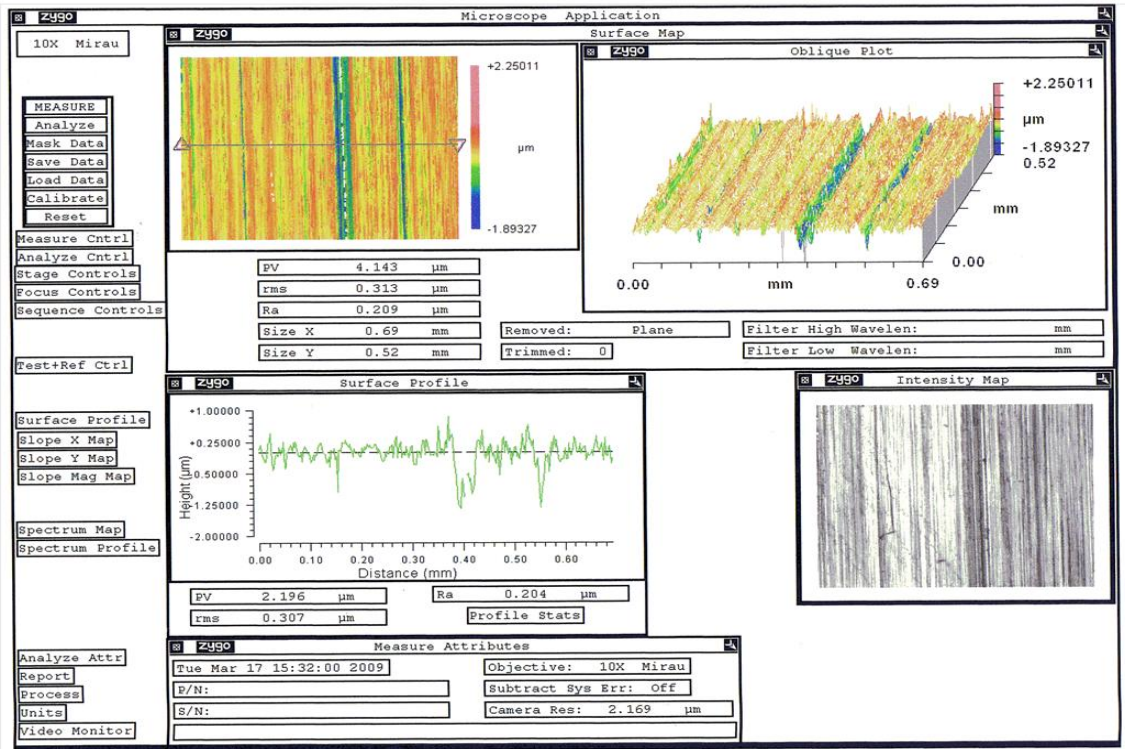 zygo Microscope Application
10X Mirau
MEASURE
Analyze
Mask Data
Save Data
Load Data
Calibrate
Reset
Measure Cntrl
Analyze Cntrl
Stage Controls
Focus Controls
Sequence Controls
Test+Ref Ctrl
Surface Profile
Slope X Map
Slope Y Map
Slope Mag Map
Spectrum Map
Spectrum Profile
Analyze Attr
Report
Process
Units
Video Monitor
zygo Surface Map
+2.25011
µm
-1.89327
zygo Oblique Plot
+2.25011
µm
-1.89327
0.52
mm
0.00
0.00 mm 0.69
PV 4.143 µm
rms 0.313 µm
Ra 0.209 µm
Size X 0.69 mm
Size Y 0.52 mm
Removed: Plane
Trimmed: 0
Filter High Wavelen: mm
Filter Low Wavelen: mm
zygo Surface Profile
+1.00000
+0.25000
-0.50000
-1.25000
-2.00000
Height (µm)
0.00 0.10 0.20 0.30 0.40 0.50 0.60
Distance (mm)
PV 2.196 µm
rms 0.307 µm
Ra 0.204 µm
Profile Stats
zygo Intensity Map
zygo Measure Attributes
Tue Mar 17 15:32:00 2009
P/N:
S/N:
Objective: 10X Mirau
Subtract Sys Err: Off
Camera Res: 2.169 µm